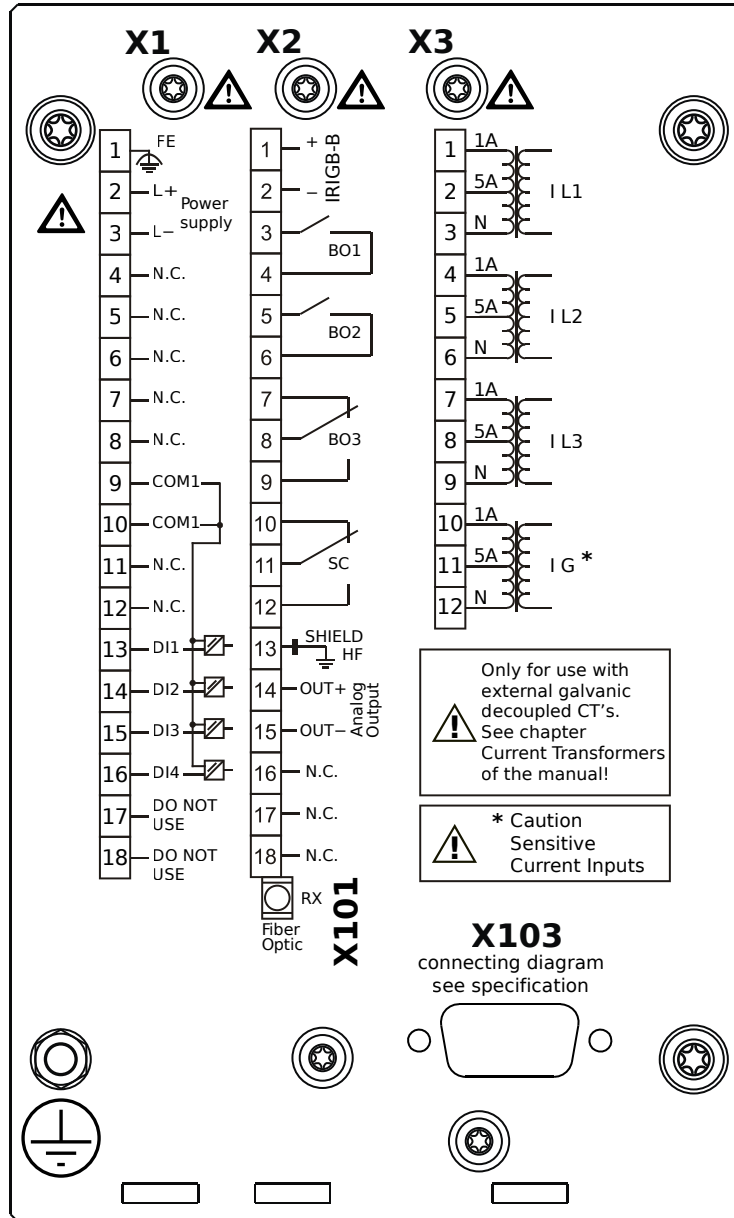 X1 X2 X3
1 FE
2 L+
3 L−
Power
supply
4 N.C.
5 N.C.
6 N.C.
7 N.C.
8 N.C.
9 COM1
10 COM1
11 N.C.
12 N.C.
13 DI1
14 DI2
15 DI3
16 DI4
17 DO NOT
USE
18 DO NOT
USE
1 +
2 −
IRIGB-B
3
4
BO1
5
6
BO2
7
8
9
BO3
10
11
12
SC
13 SHIELD
HF
14 OUT+
15 OUT−
Analog
Output
16 N.C.
17 N.C.
18 N.C.
RX
Fiber
Optic
X101
1 1A
2 5A
3 N
I L1
4 1A
5 5A
6 N
I L2
7 1A
8 5A
9 N
I L3
10 1A
11 5A
12 N
I G *
! Only for use with
external galvanic
decoupled CT's.
See chapter
Current Transformers
of the manual!
! * Caution
Sensitive
Current Inputs
X103
connecting diagram
see specification